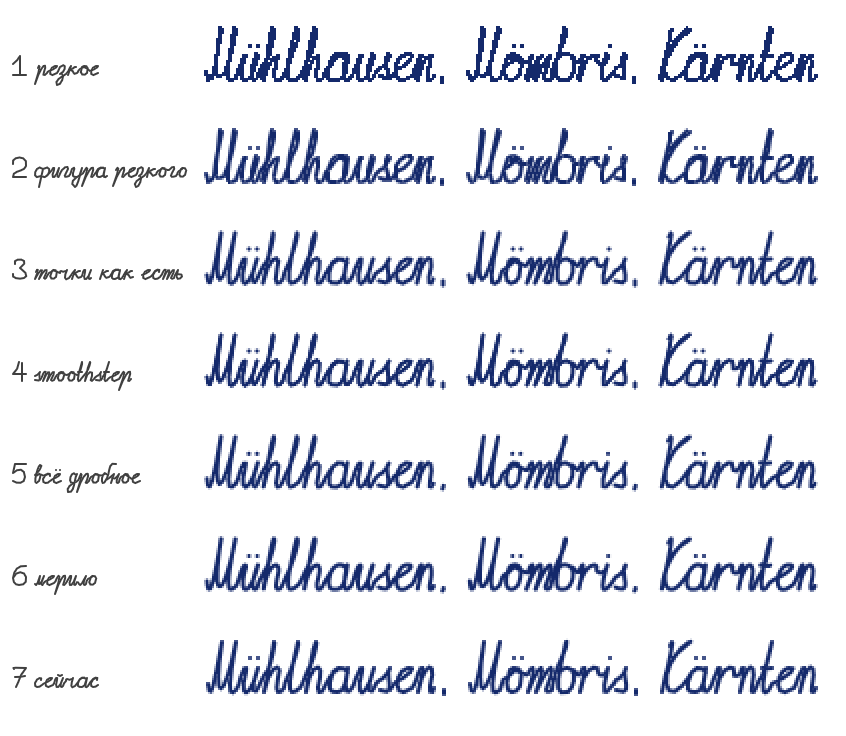 1 резкое Mühlhausen, Mömbris, Kärnten
2 фигура резкого Mühlhausen, Mömbris, Kärnten
3 точки как есть Mühlhausen, Mömbris, Kärnten
4 smoothstep Mühlhausen, Mömbris, Kärnten
5 всё дробное Mühlhausen, Mömbris, Kärnten
6 мерило Mühlhausen, Mömbris, Kärnten
7 сейчас Mühlhausen, Mömbris, Kärnten